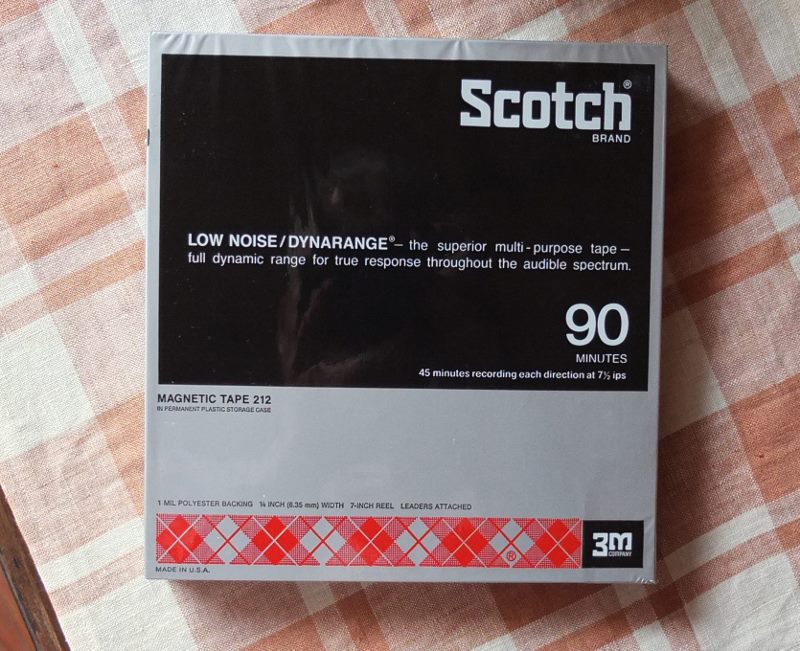 Scotch®
BRAND
LOW NOISE/DYNARANGE®— the superior multi-purpose tape —
full dynamic range for true response throughout the audible spectrum.
90
MINUTES
45 minutes recording each direction at 7½ ips
MAGNETIC TAPE 212
IN PERMANENT PLASTIC STORAGE CASE
1 MIL POLYESTER BACKING ¼ INCH (6.35 mm) WIDTH 7-INCH REEL LEADERS ATTACHED
®
3M
COMPANY
MADE IN U.S.A.